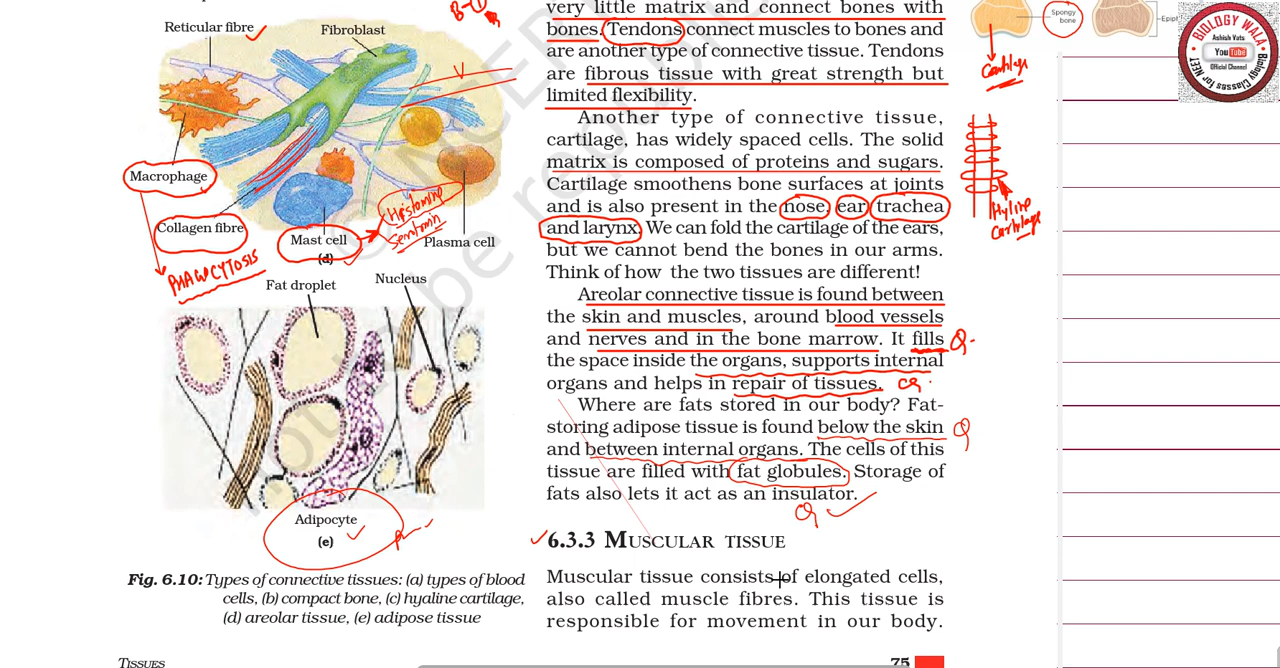 B-①
Reticular fibre
Fibroblast
Macrophage
Collagen fibre
Mast cell
Histamine
Serotonin
Plasma cell
(d)
PHAGOCYTOSIS
Fat droplet
Nucleus
Adipocyte
(e)
Fig. 6.10: Types of connective tissues: (a) types of blood
cells, (b) compact bone, (c) hyaline cartilage,
(d) areolar tissue, (e) adipose tissue
TISSUES
very little matrix and connect bones with
bones. Tendons connect muscles to bones and
are another type of connective tissue. Tendons
are fibrous tissue with great strength but
limited flexibility.
Another type of connective tissue,
cartilage, has widely spaced cells. The solid
matrix is composed of proteins and sugars.
Cartilage smoothens bone surfaces at joints
and is also present in the nose, ear, trachea
and larynx. We can fold the cartilage of the ears,
but we cannot bend the bones in our arms.
Think of how the two tissues are different!
Areolar connective tissue is found between
the skin and muscles, around blood vessels
and nerves and in the bone marrow. It fills
the space inside the organs, supports internal
organs and helps in repair of tissues.
Where are fats stored in our body? Fat-
storing adipose tissue is found below the skin
and between internal organs. The cells of this
tissue are filled with fat globules. Storage of
fats also lets it act as an insulator.
6.3.3 MUSCULAR TISSUE
Muscular tissue consists of elongated cells,
also called muscle fibres. This tissue is
responsible for movement in our body.
75
Spongy
bone
Cartilage
Hyline
Cartilage
BIOLOGY WALA
Ashish Vats
YouTube
Official Channel
Biology Classes for NEET